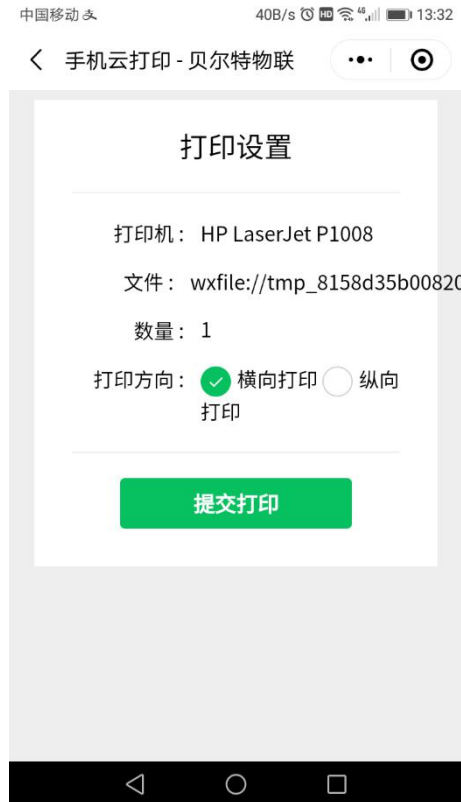 中国移动 40B/s HD 46 13:32
手机云打印 - 贝尔特物联
打印设置
打印机： HP LaserJet P1008
文件： wxfile://tmp_8158d35b00820
数量： 1
打印方向： 横向打印 纵向
打印
提交打印